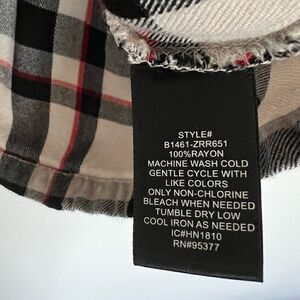 STYLE#
B1461-ZRR651
100%RAYON
MACHINE WASH COLD
GENTLE CYCLE WITH
LIKE COLORS
ONLY NON-CHLORINE
BLEACH WHEN NEEDED
TUMBLE DRY LOW
COOL IRON AS NEEDED
IC#HN1810
RN#95377